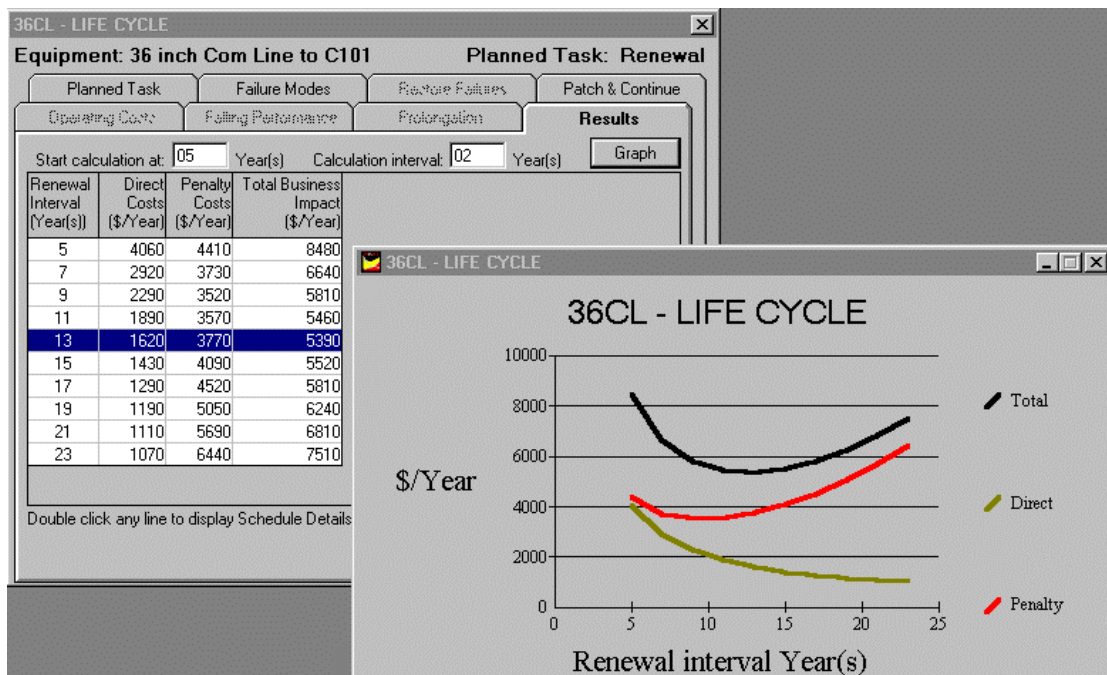 36CL - LIFE CYCLE
Equipment: 36 inch Com Line to C101 Planned Task: Renewal
Planned Task Failure Modes Restore Failures Patch & Continue
Operating Costs Falling Performance Prolongation Results
Start calculation at: 05 Year(s) Calculation interval: 02 Year(s) Graph
Renewal Direct Penalty Total Business
Interval Costs Costs Impact
(Year(s)) ($/Year) ($/Year) ($/Year)
5 4060 4410 8480
7 2920 3730 6640
9 2290 3520 5810
11 1890 3570 5460
13 1620 3770 5390
15 1430 4090 5520
17 1290 4520 5810
19 1190 5050 6240
21 1110 5690 6810
23 1070 6440 7510
Double click any line to display Schedule Details
36CL - LIFE CYCLE
36CL - LIFE CYCLE
10000
8000
6000
4000
2000
0
$/Year
0 5 10 15 20 25
Renewal interval Year(s)
Total
Direct
Penalty